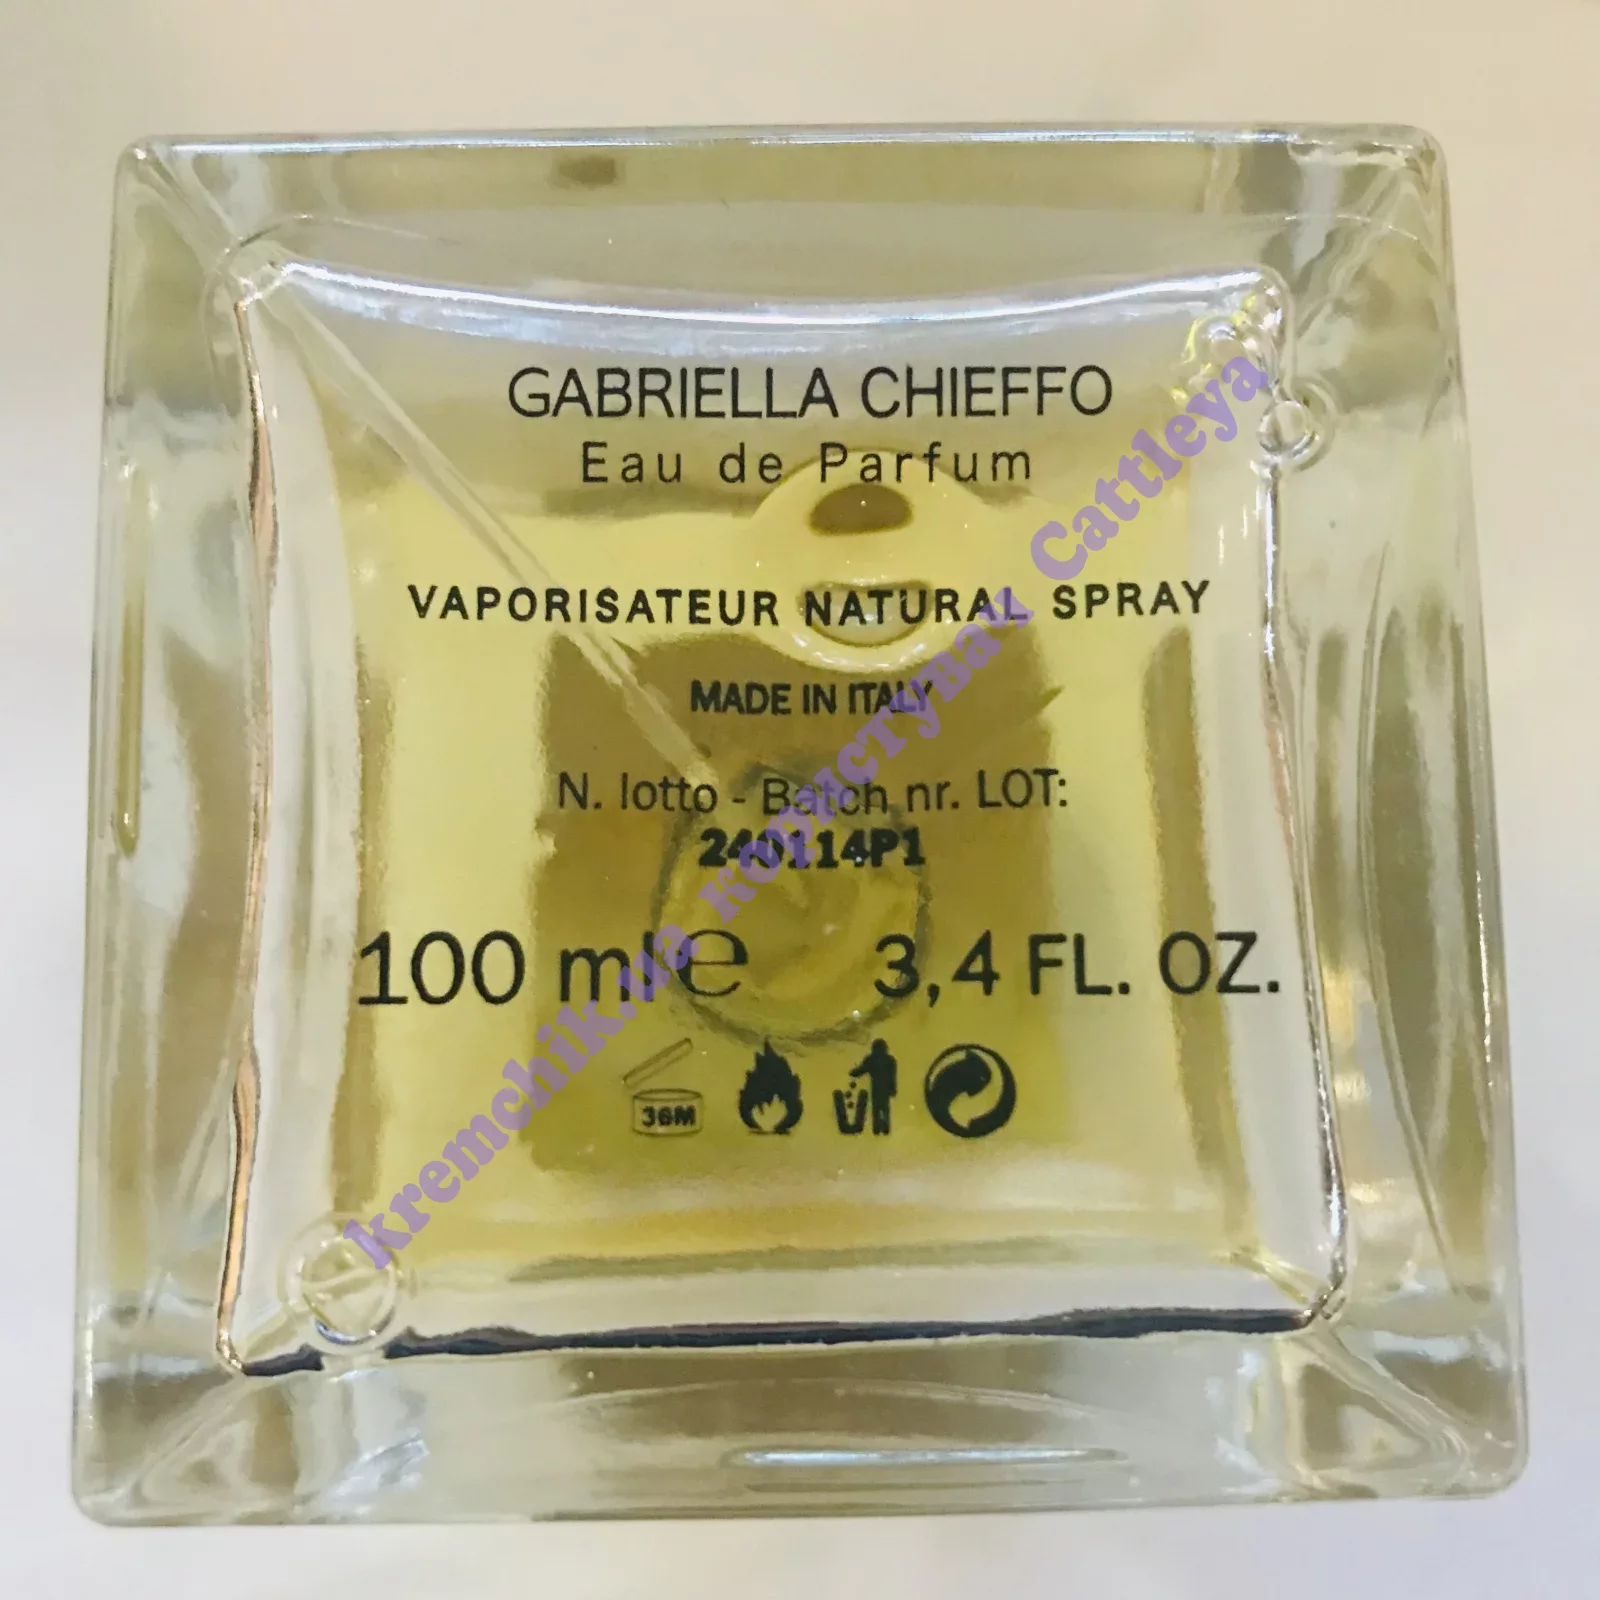 GABRIELLA CHIEFFO
Eau de Parfum
VAPORISATEUR NATURAL SPRAY
MADE IN ITALY
N. lotto - Batch nr. LOT:
240114P1
100 ml e 3,4 FL. OZ.
36M
kremchik.ua користувач Cattleya